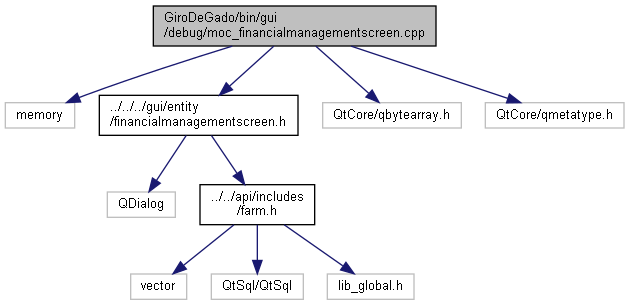 GiroDeGado/bin/gui
/debug/moc_financialmanagementscreen.cpp
memory
../../../gui/entity
/financialmanagementscreen.h
QtCore/qbytearray.h
QtCore/qmetatype.h
QDialog
../../api/includes
/farm.h
vector
QtSql/QtSql
lib_global.h